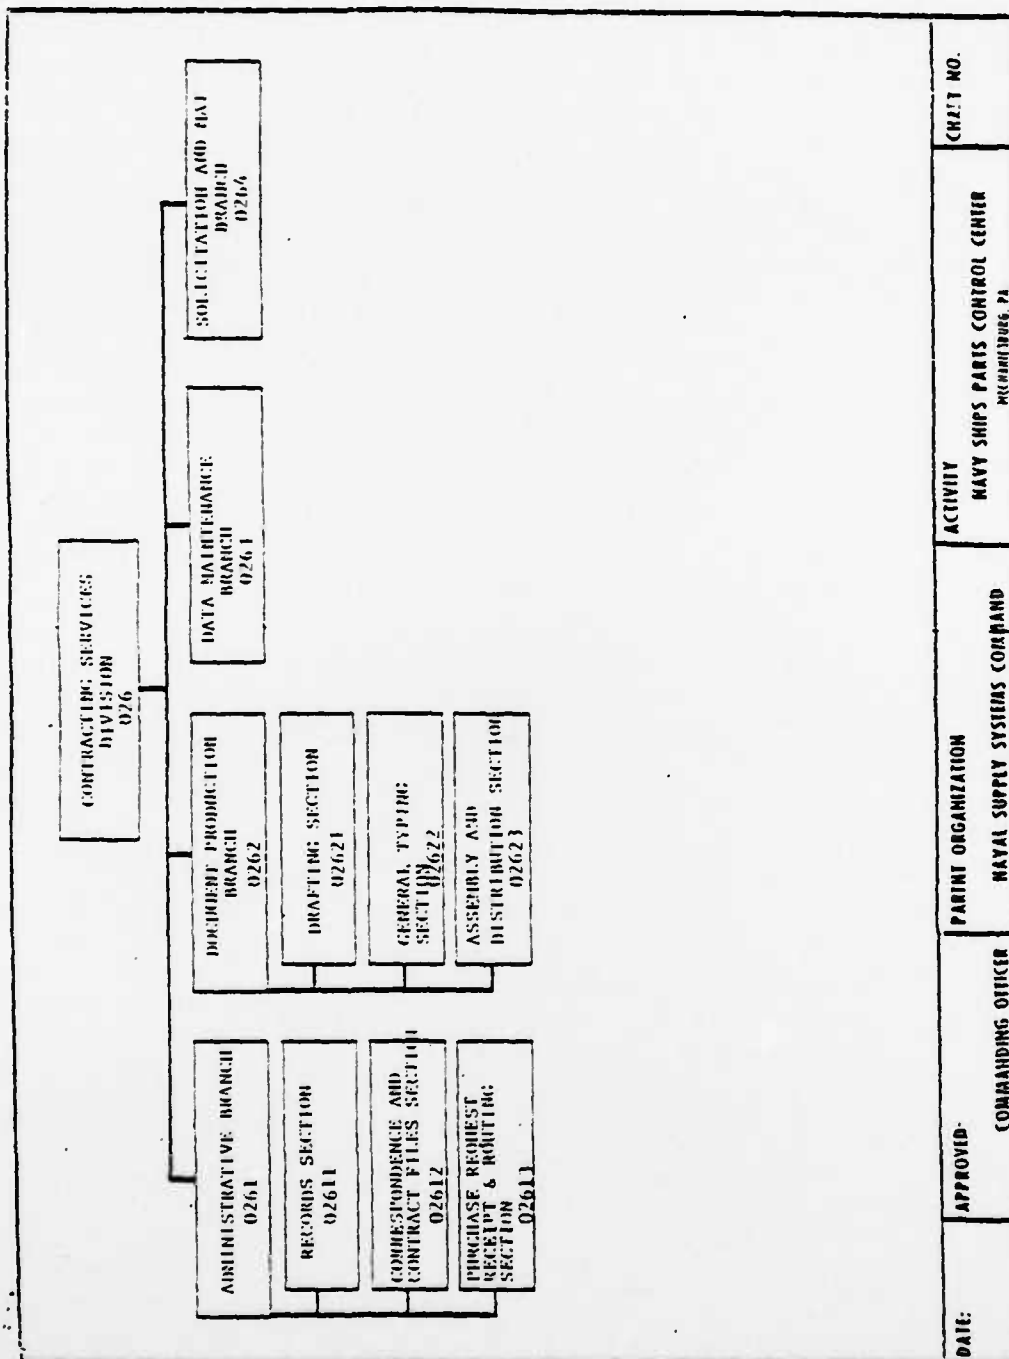 CONTRACTING SERVICES
DIVISION
026
ADMINISTRATIVE BRANCH
0261
RECORDS SECTION
02611
CORRESPONDENCE AND
CONTRACT FILES SECTION
02612
PURCHASE REQUEST
RECEIPT & ROUTING
SECTION
02613
DOCUMENT PRODUCTION
BRANCH
0262
DRAFTING SECTION
02621
GENERAL TYPING
SECTION
02622
ASSEMBLY AND
DISTRIBUTION SECTION
02623
DATA MAINTENANCE
BRANCH
SOLICITATION AND
BRANCH
0264
DATE:
APPROVED-
COMMANDING OFFICER
PARENT ORGANIZATION
NAVAL SUPPLY SYSTEMS COMMAND
ACTIVITY
NAVY SHIPS PARTS CONTROL CENTER
MECHANICSBURG, PA
CHART NO.